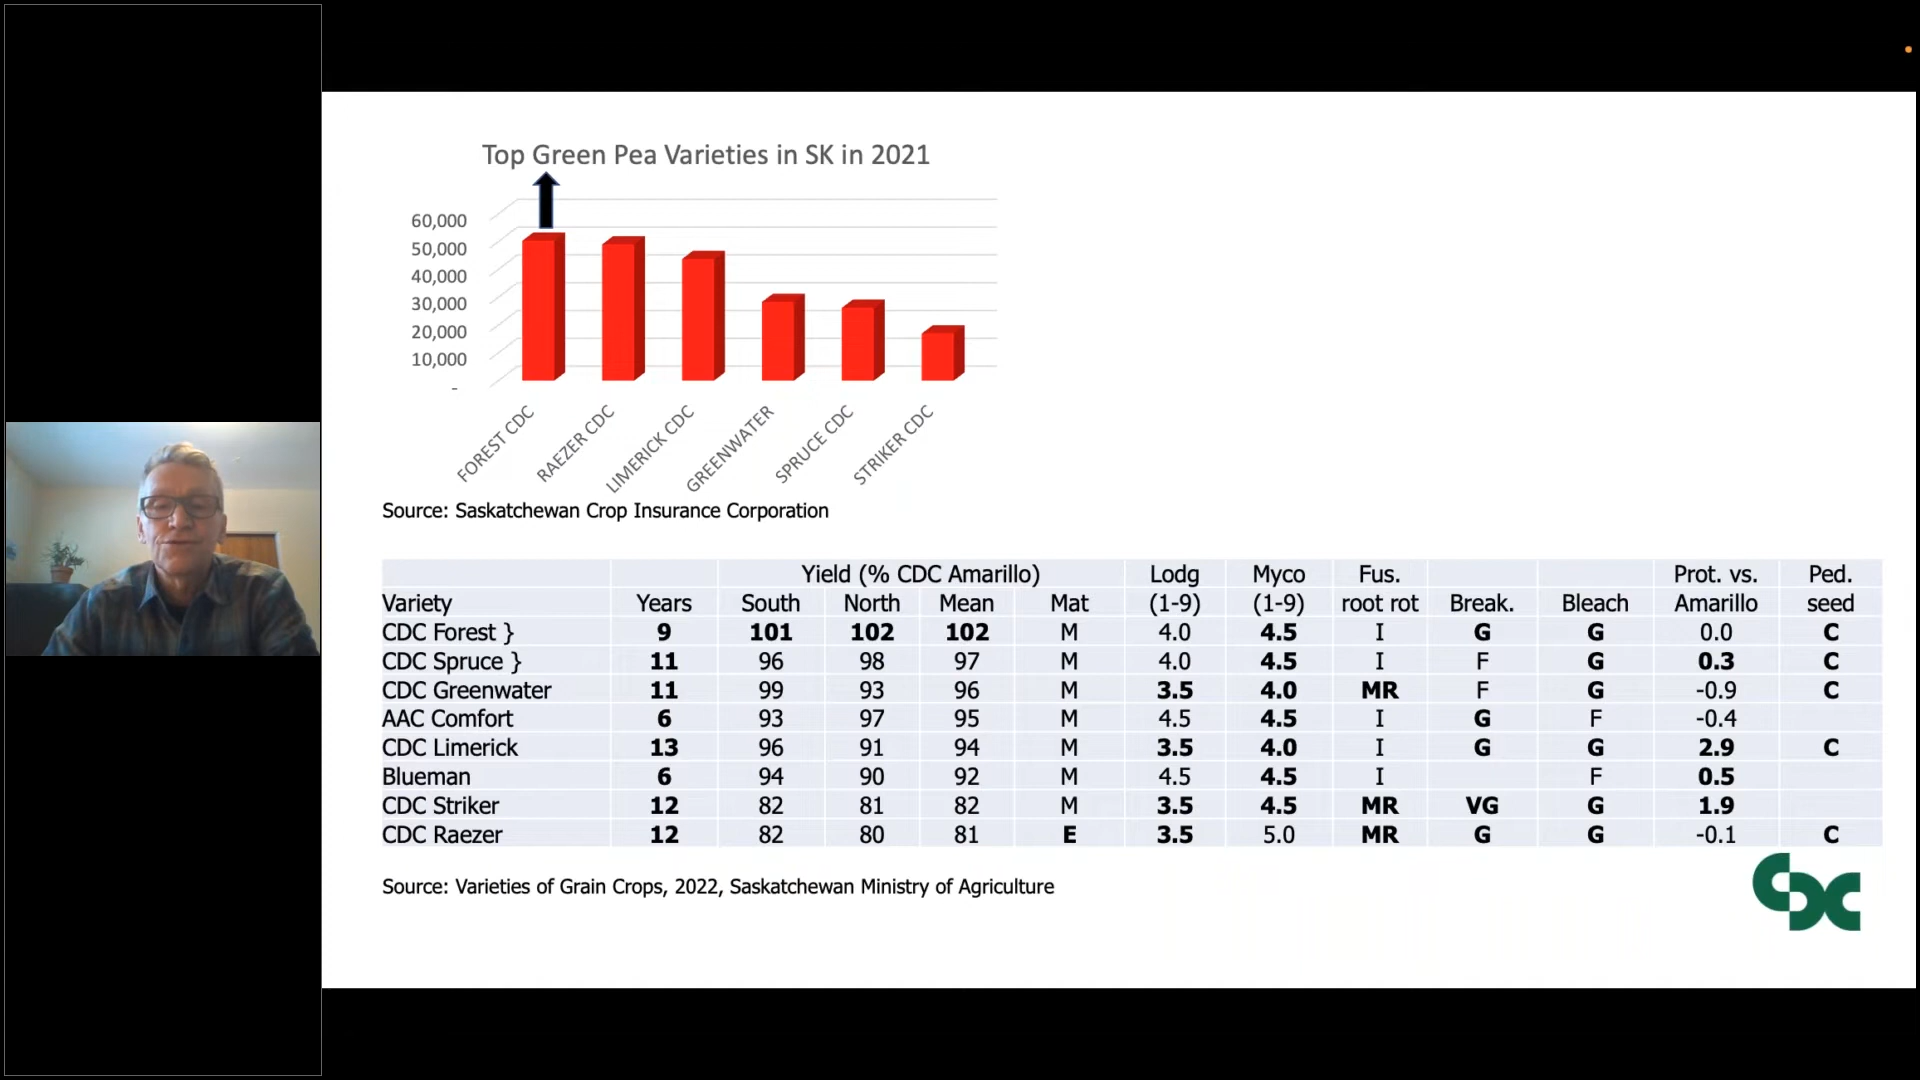 Top Green Pea Varieties in SK in 2021
60,000
50,000
40,000
30,000
20,000
10,000
-
FOREST CDC
RAEZER CDC
LIMERICK CDC
GREENWATER
SPRUCE CDC
STRIKER CDC
Source: Saskatchewan Crop Insurance Corporation
Yield (% CDC Amarillo) Lodg Myco Fus. Prot. vs. Ped.
Variety Years South North Mean Mat (1-9) (1-9) root rot Break. Bleach Amarillo seed
CDC Forest } 9 101 102 102 M 4.0 4.5 I G G 0.0 C
CDC Spruce } 11 96 98 97 M 4.0 4.5 I F G 0.3 C
CDC Greenwater 11 99 93 96 M 3.5 4.0 MR F G -0.9 C
AAC Comfort 6 93 97 95 M 4.5 4.5 I G F -0.4
CDC Limerick 13 96 91 94 M 3.5 4.0 I G G 2.9 C
Blueman 6 94 90 92 M 4.5 4.5 I F 0.5
CDC Striker 12 82 81 82 M 3.5 4.5 MR VG G 1.9
CDC Raezer 12 82 80 81 E 3.5 5.0 MR G G -0.1 C
Source: Varieties of Grain Crops, 2022, Saskatchewan Ministry of Agriculture
CDC